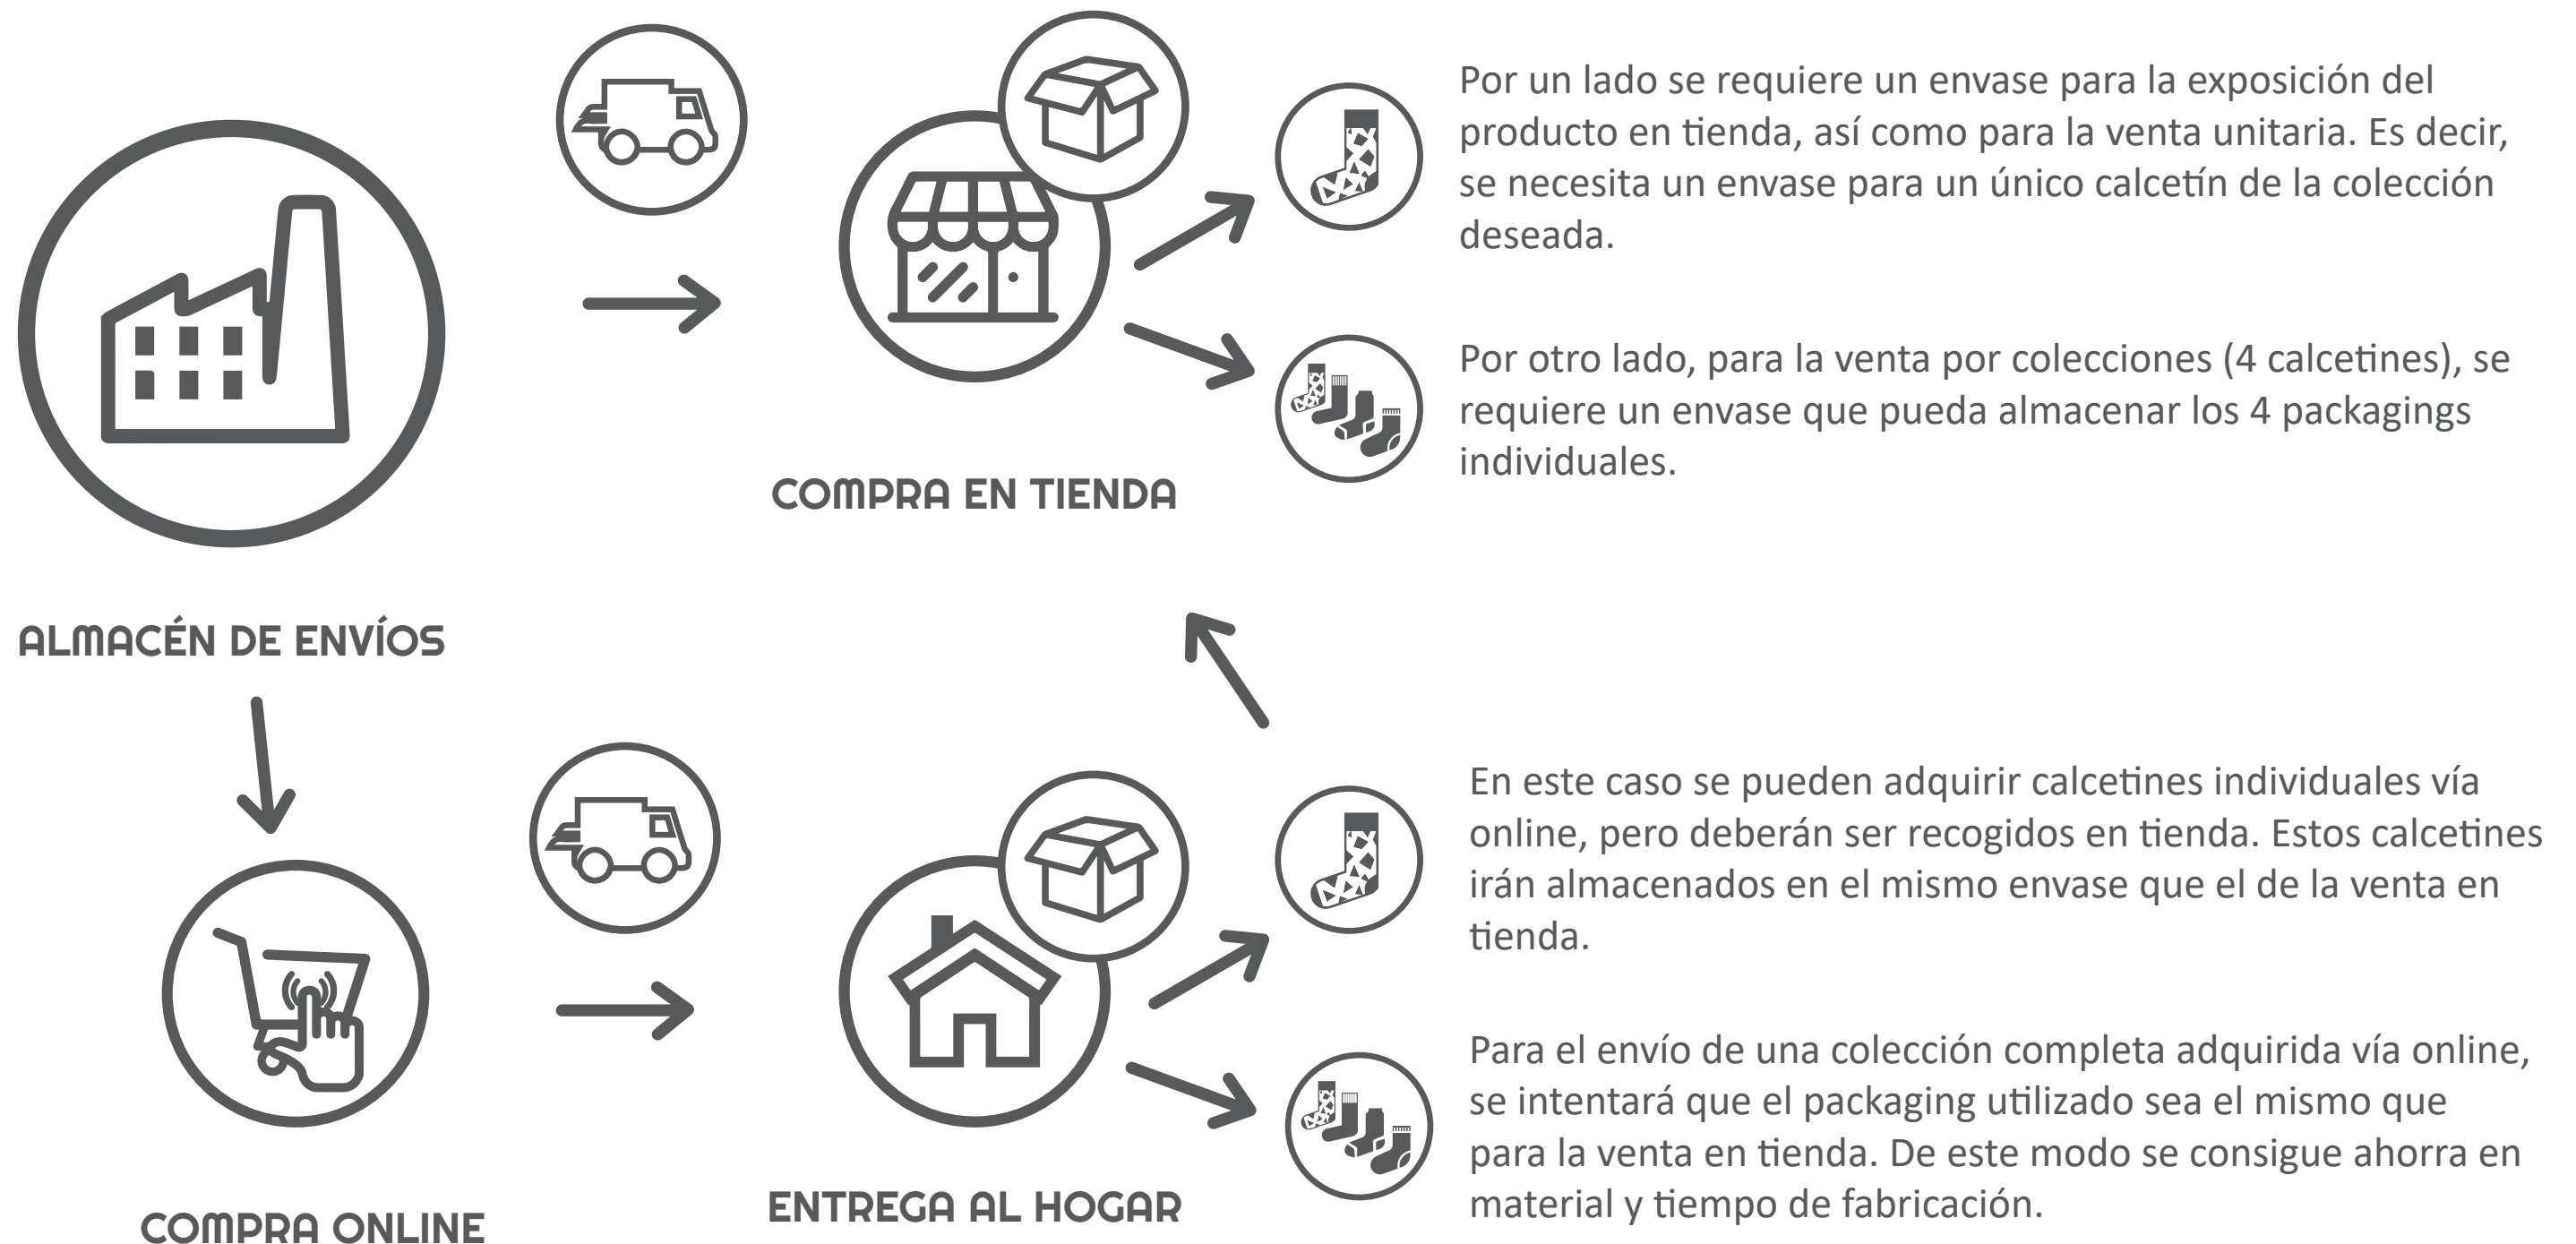 Por un lado se requiere un envase para la exposición del
producto en tienda, así como para la venta unitaria. Es decir,
se necesita un envase para un único calcetín de la colección
deseada.
Por otro lado, para la venta por colecciones (4 calcetines), se
requiere un envase que pueda almacenar los 4 packagings
individuales.
COMPRA EN TIENDA
ALMACÉN DE ENVÍOS
En este caso se pueden adquirir calcetines individuales vía
online, pero deberán ser recogidos en tienda. Estos calcetines
irán almacenados en el mismo envase que el de la venta en
tienda.
Para el envío de una colección completa adquirida vía online,
se intentará que el packaging utilizado sea el mismo que
para la venta en tienda. De este modo se consigue ahorra en
material y tiempo de fabricación.
ENTREGA AL HOGAR
COMPRA ONLINE